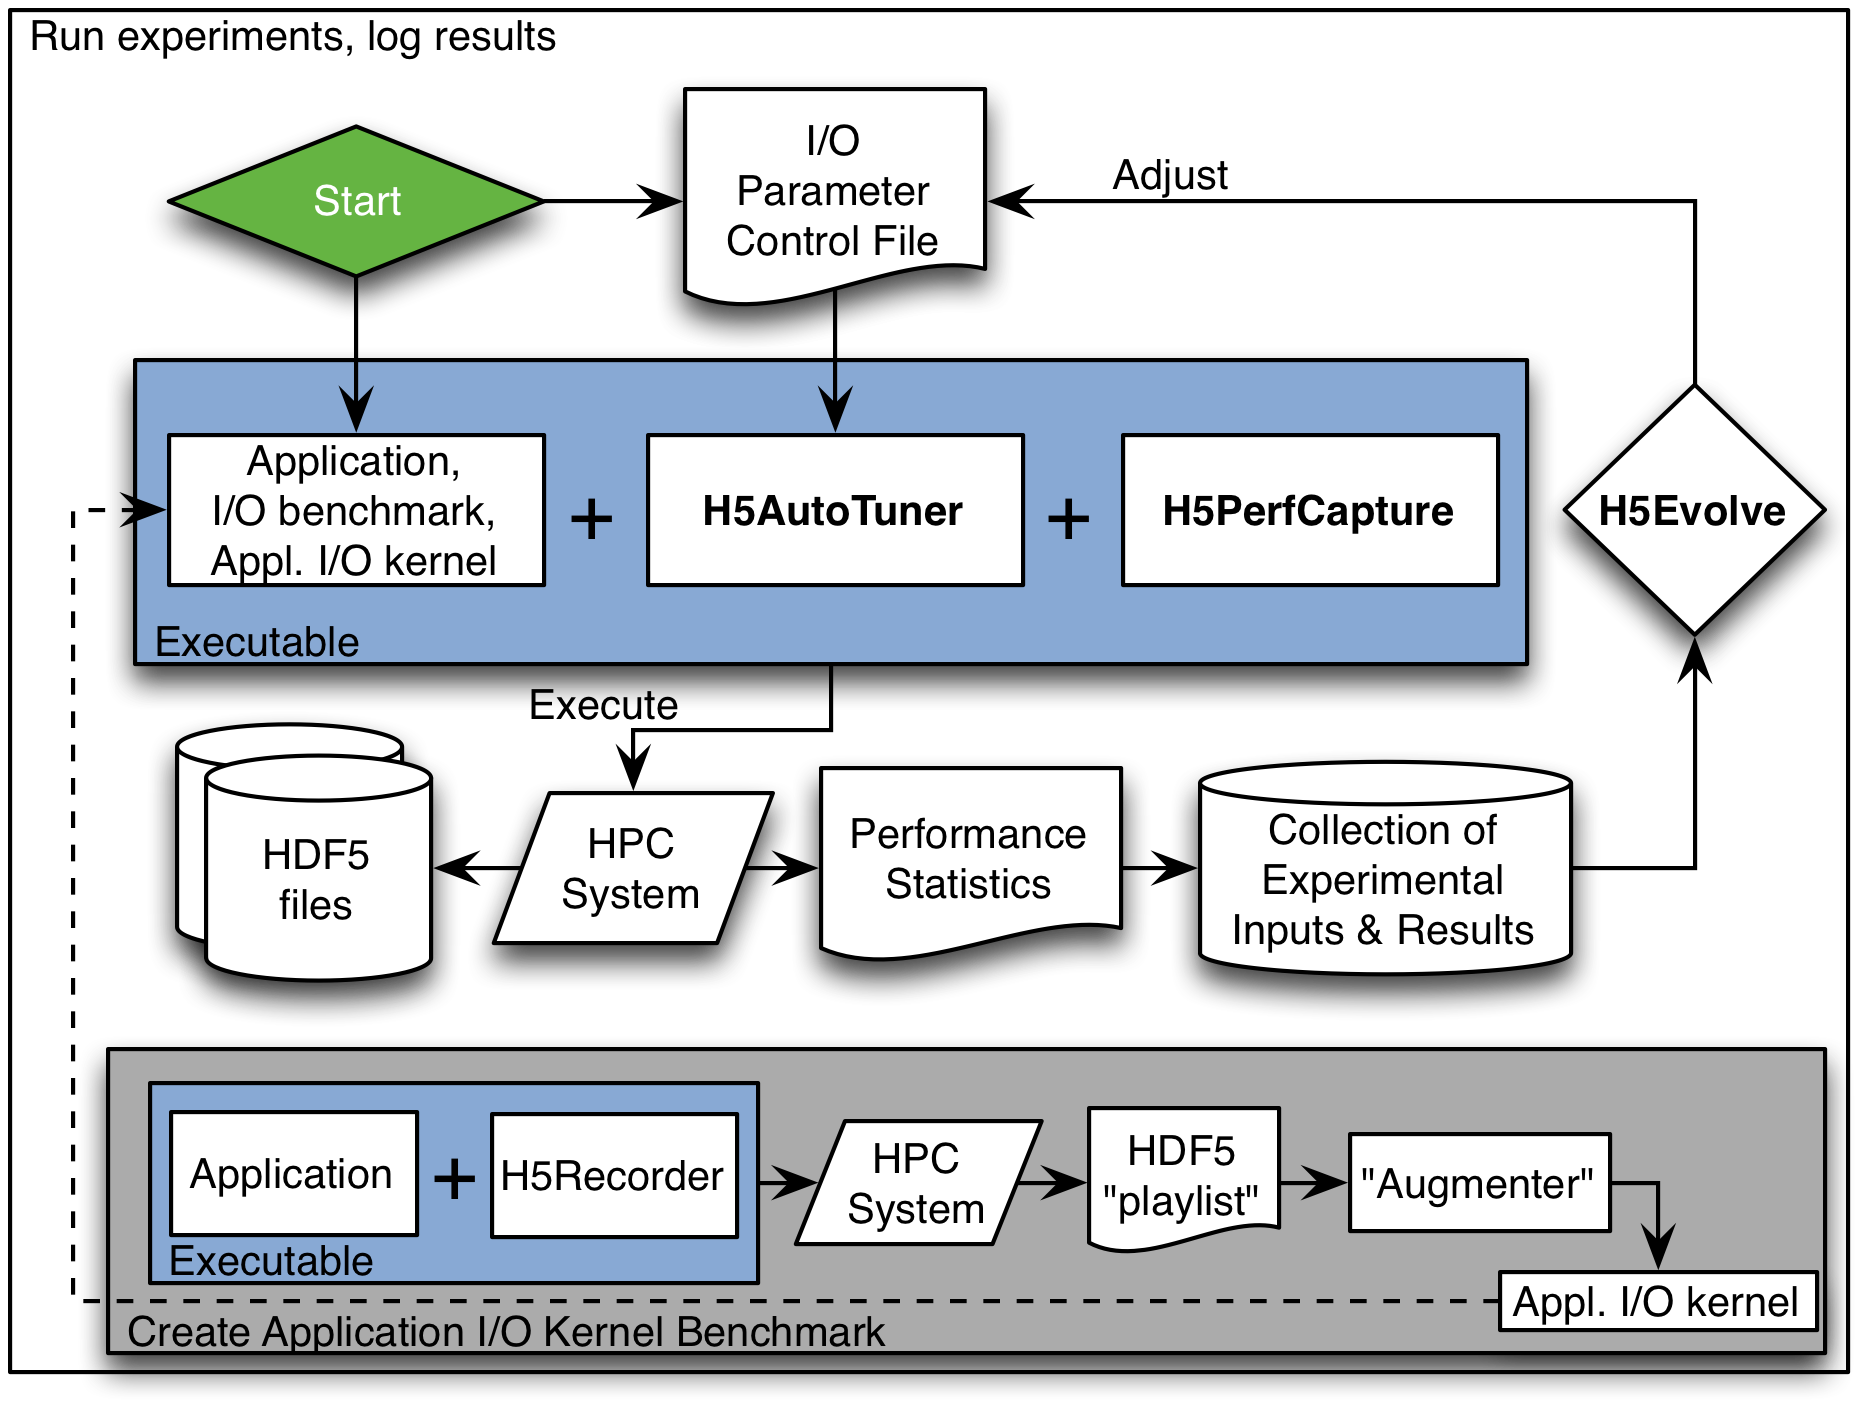 Run experiments, log results
Start
I/O
Parameter
Control File
Adjust
Application,
I/O benchmark,
Appl. I/O kernel
+
H5AutoTuner
+
H5PerfCapture
H5Evolve
Executable
Execute
HDF5
files
HPC
System
Performance
Statistics
Collection of
Experimental
Inputs & Results
Application
+
H5Recorder
Executable
HPC
System
HDF5
"playlist"
"Augmenter"
Appl. I/O kernel
Create Application I/O Kernel Benchmark